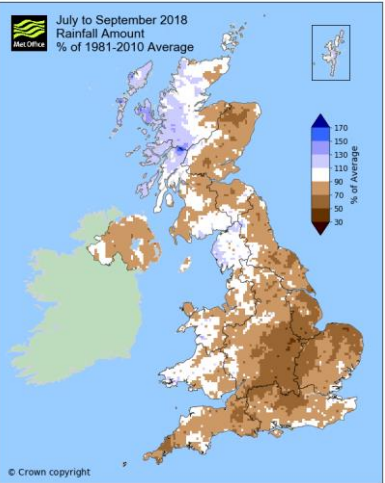 Met Office
July to September 2018
Rainfall Amount
% of 1981-2010 Average
170
150
130
110
90
70
50
30
% of Average
© Crown copyright